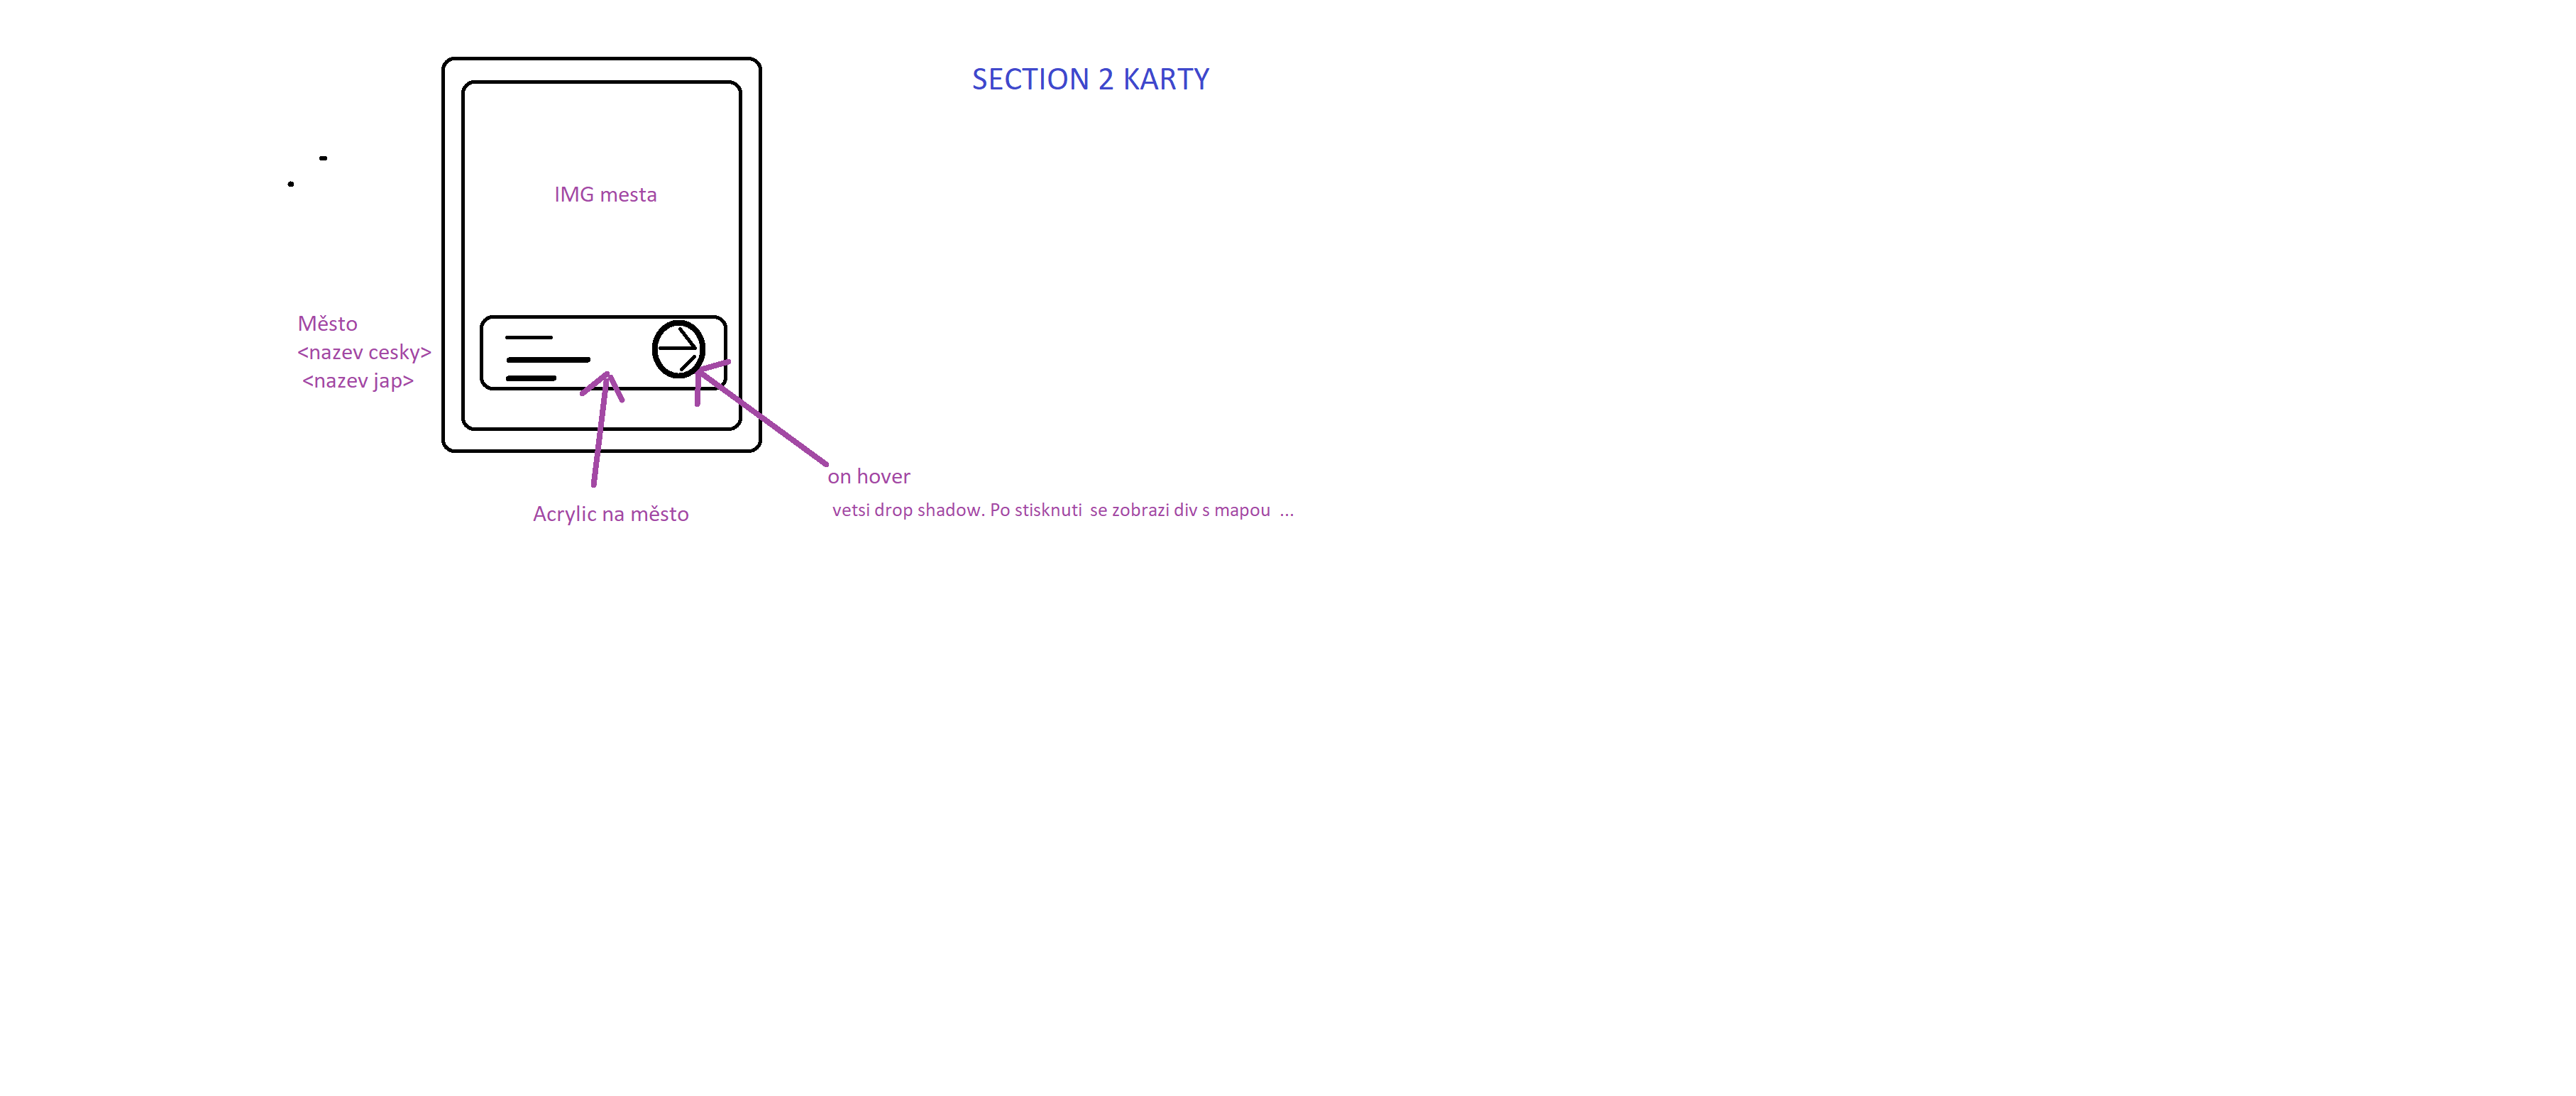 SECTION 2 KARTY
IMG mesta
Město
<nazev cesky>
<nazev jap>
on hover
vetsi drop shadow. Po stisknuti se zobrazi div s mapou ...
Acrylic na město